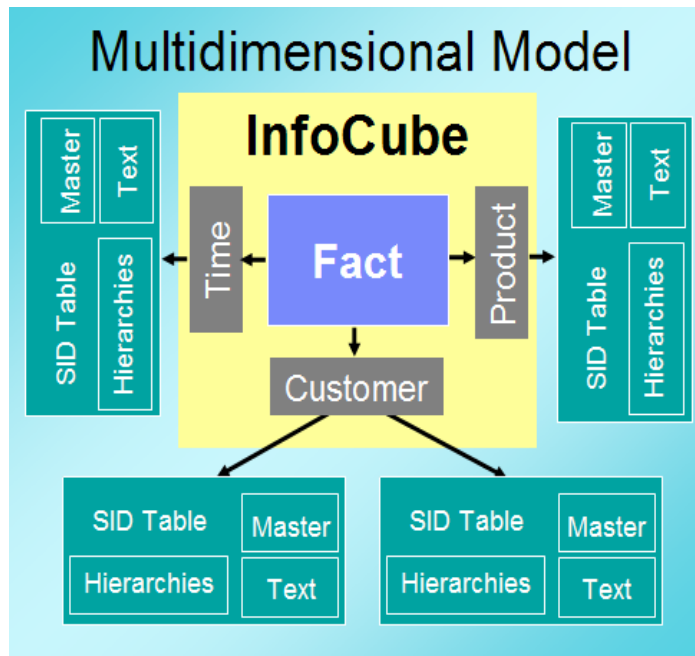 Multidimensional Model
InfoCube
Master
Text
SID Table
Hierarchies
Time
Fact
Product
Customer
Master
Text
SID Table
Hierarchies
SID Table
Master
Hierarchies
Text
SID Table
Master
Hierarchies
Text